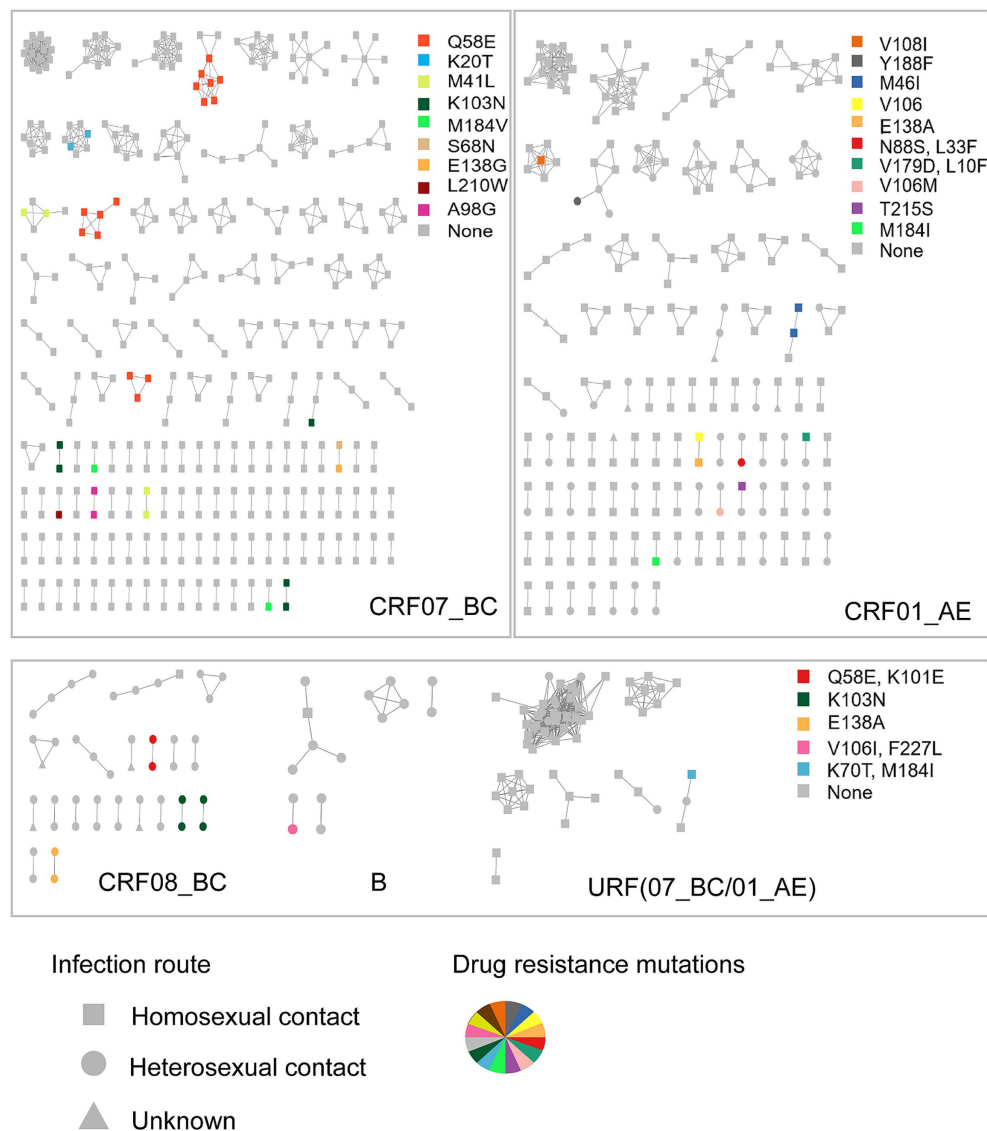 Q58E
K20T
M41L
K103N
M184V
S68N
E138G
L210W
A98G
None
CRF07_BC
V108I
Y188F
M46I
V106
E138A
N88S, L33F
V179D, L10F
V106M
T215S
M184I
None
CRF01_AE
CRF08_BC
B
Q58E, K101E
K103N
E138A
V106I, F227L
K70T, M184I
None
URF(07_BC/01_AE)
Infection route
Homosexual contact
Heterosexual contact
Unknown
Drug resistance mutations